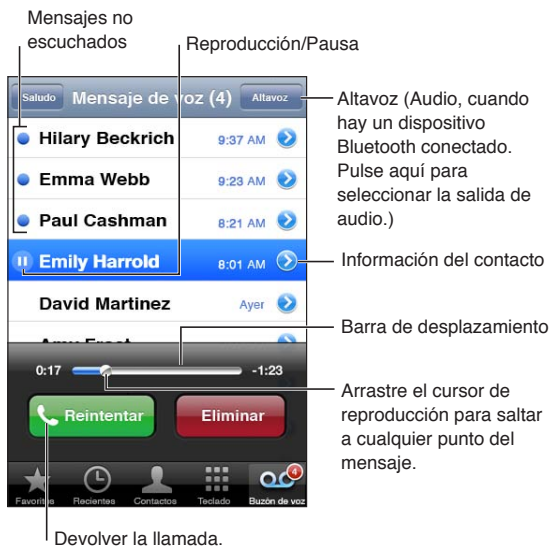 Mensajes no
escuchados
Reproducción/Pausa
Saludo
Mensaje de voz (4)
Altavoz
Altavoz (Audio, cuando
hay un dispositivo
Bluetooth conectado.
Pulse aquí para
seleccionar la salida de
audio.)
Hilary Beckrich 9:37 AM
Emma Webb 9:23 AM
Paul Cashman 8:21 AM
Emily Harrold 8:01 AM
Información del contacto
David Martinez Ayer
Barra de desplazamiento
0:17 -1:23
Arrastre el cursor de
reproducción para saltar
a cualquier punto del
mensaje.
Reintentar
Eliminar
4
Favoritos Recientes Contactos Teclado Buzón de voz
Devolver la llamada.